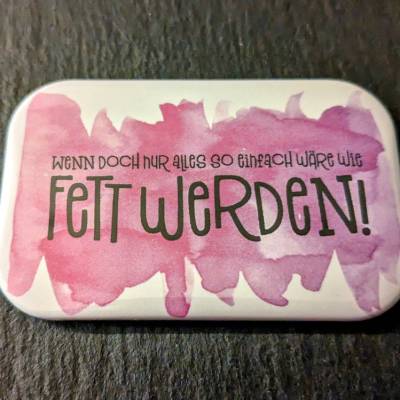 WENN DOCH NUR ALLES SO EINFACH WÄRE WIE
FETT WERDEN!